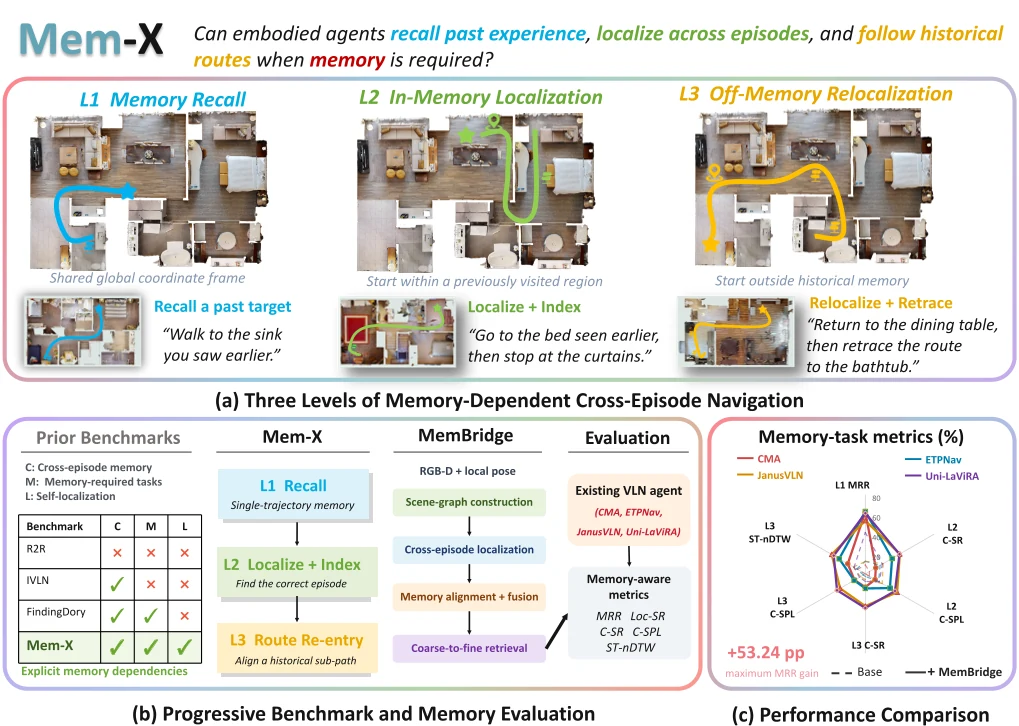 Mem-X
Can embodied agents recall past experience, localize across episodes, and follow historical
routes when memory is required?
L1 Memory Recall
L2 In-Memory Localization
L3 Off-Memory Relocalization
Shared global coordinate frame
Start within a previously visited region
Start outside historical memory
Recall a past target
“Walk to the sink
you saw earlier.”
Localize + Index
“Go to the bed seen earlier,
then stop at the curtains.”
Relocalize + Retrace
“Return to the dining table,
then retrace the route
to the bathtub.”
(a) Three Levels of Memory-Dependent Cross-Episode Navigation
Prior Benchmarks
C: Cross-episode memory
M: Memory-required tasks
L: Self-localization
Benchmark C M L
R2R × × ×
IVLN ✓ × ×
FindingDory ✓ ✓ ×
Mem-X ✓ ✓ ✓
Explicit memory dependencies
Mem-X
L1 Recall
Single-trajectory memory
L2 Localize + Index
Find the correct episode
L3 Route Re-entry
Align a historical sub-path
MemBridge
RGB-D + local pose
Scene-graph construction
Cross-episode localization
Memory alignment + fusion
Coarse-to-fine retrieval
Evaluation
Existing VLN agent
(CMA, ETPNav,
JanusVLN, Uni-LaViRA)
Memory-aware
metrics
MRR Loc-SR
C-SR C-SPL
ST-nDTW
(b) Progressive Benchmark and Memory Evaluation
Memory-task metrics (%)
CMA
ETPNav
JanusVLN
Uni-LaViRA
L1 MRR
80
60
L3
ST-nDTW
L2
C-SR
L3
C-SPL
L2
C-SPL
L3 C-SR
+53.24 pp
maximum MRR gain
Base
+ MemBridge
(c) Performance Comparison